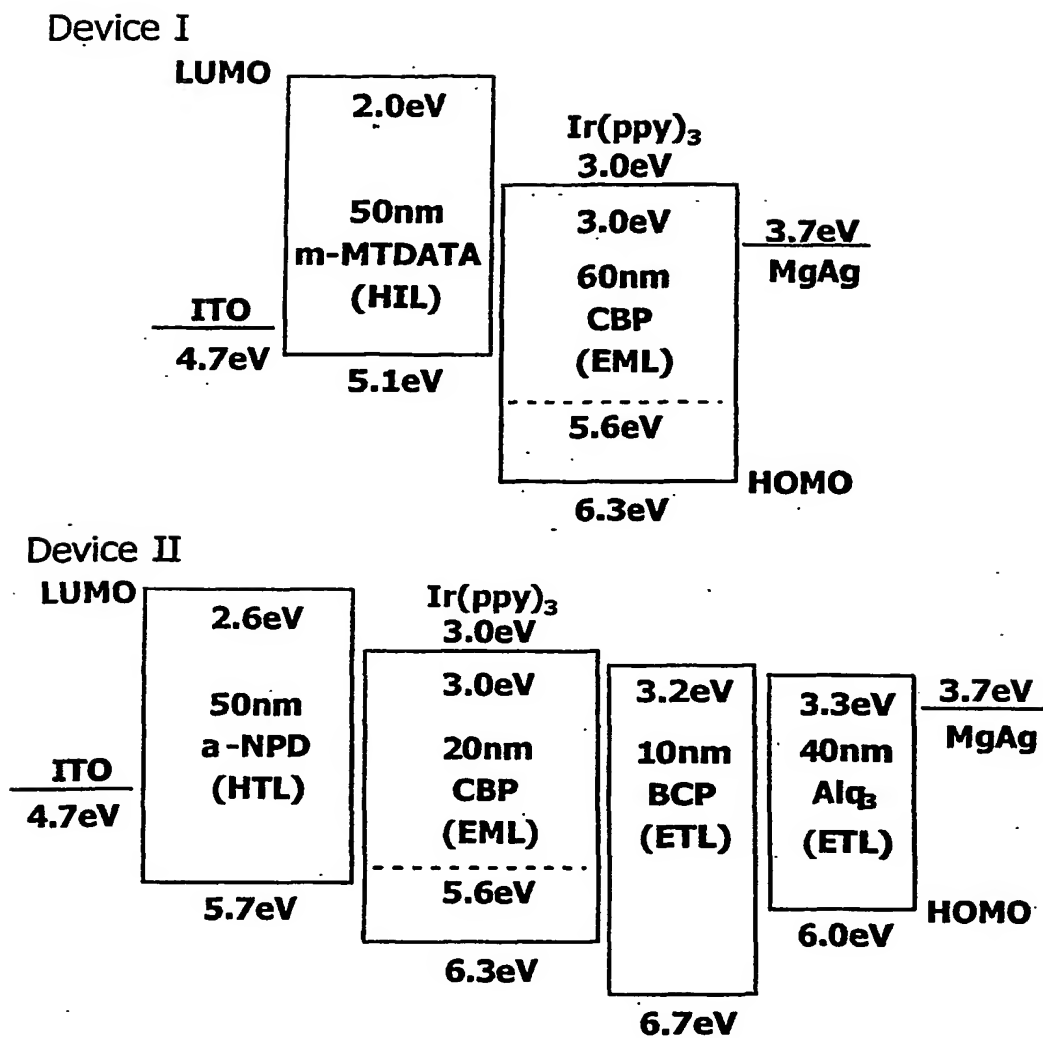 Device I
LUMO
2.0eV
Ir(ppy)₃
3.0eV
50nm
m-MTDATA
(HIL)
3.0eV
60nm
CBP
(EML)
3.7eV
MgAg
ITO
4.7eV
5.1eV
5.6eV
HOMO
6.3eV
Device II
LUMO
2.6eV
Ir(ppy)₃
3.0eV
50nm
a-NPD
(HTL)
3.0eV
20nm
CBP
(EML)
3.2eV
10nm
BCP
(ETL)
3.3eV
40nm
Alq₃
(ETL)
3.7eV
MgAg
ITO
4.7eV
5.6eV
5.7eV
HOMO
6.0eV
6.3eV
6.7eV